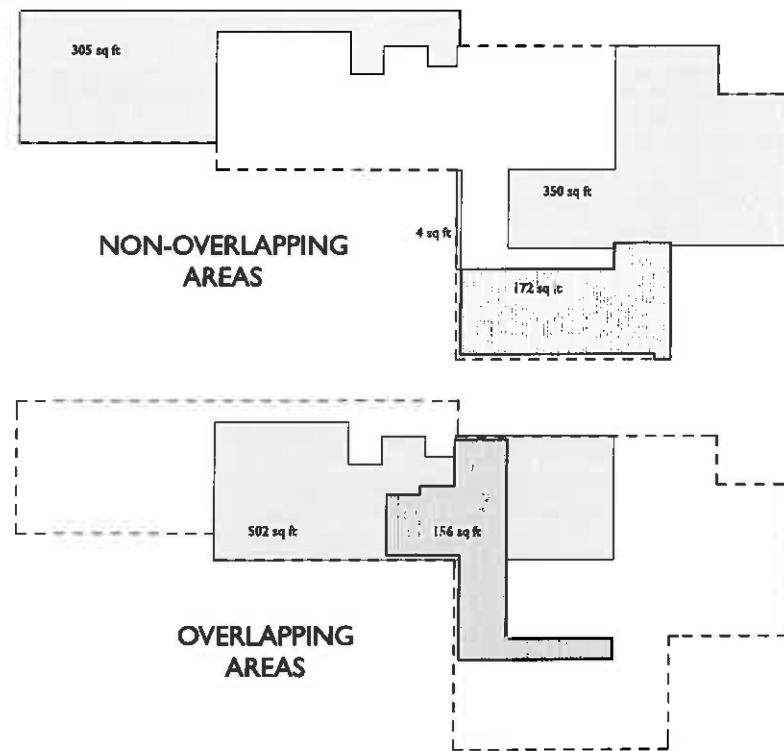 305 sq ft
350 sq ft
4 sq ft
NON-OVERLAPPING
AREAS
172 sq ft
502 sq ft
156 sq ft
OVERLAPPING
AREAS